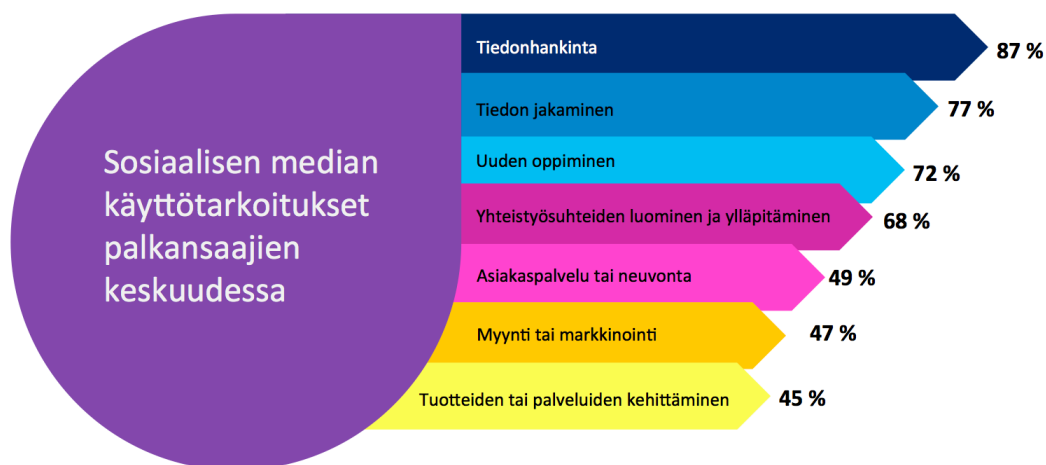 Sosiaalisen median
käyttötarkoitukset
palkansaajien
keskuudessa
Tiedonhankinta
87 %
Tiedon jakaminen
77 %
Uuden oppiminen
72 %
Yhteistyösuhteiden luominen ja ylläpitäminen
68 %
Asiakaspalvelu tai neuvonta
49 %
Myynti tai markkinointi
47 %
Tuotteiden tai palveluiden kehittäminen
45 %